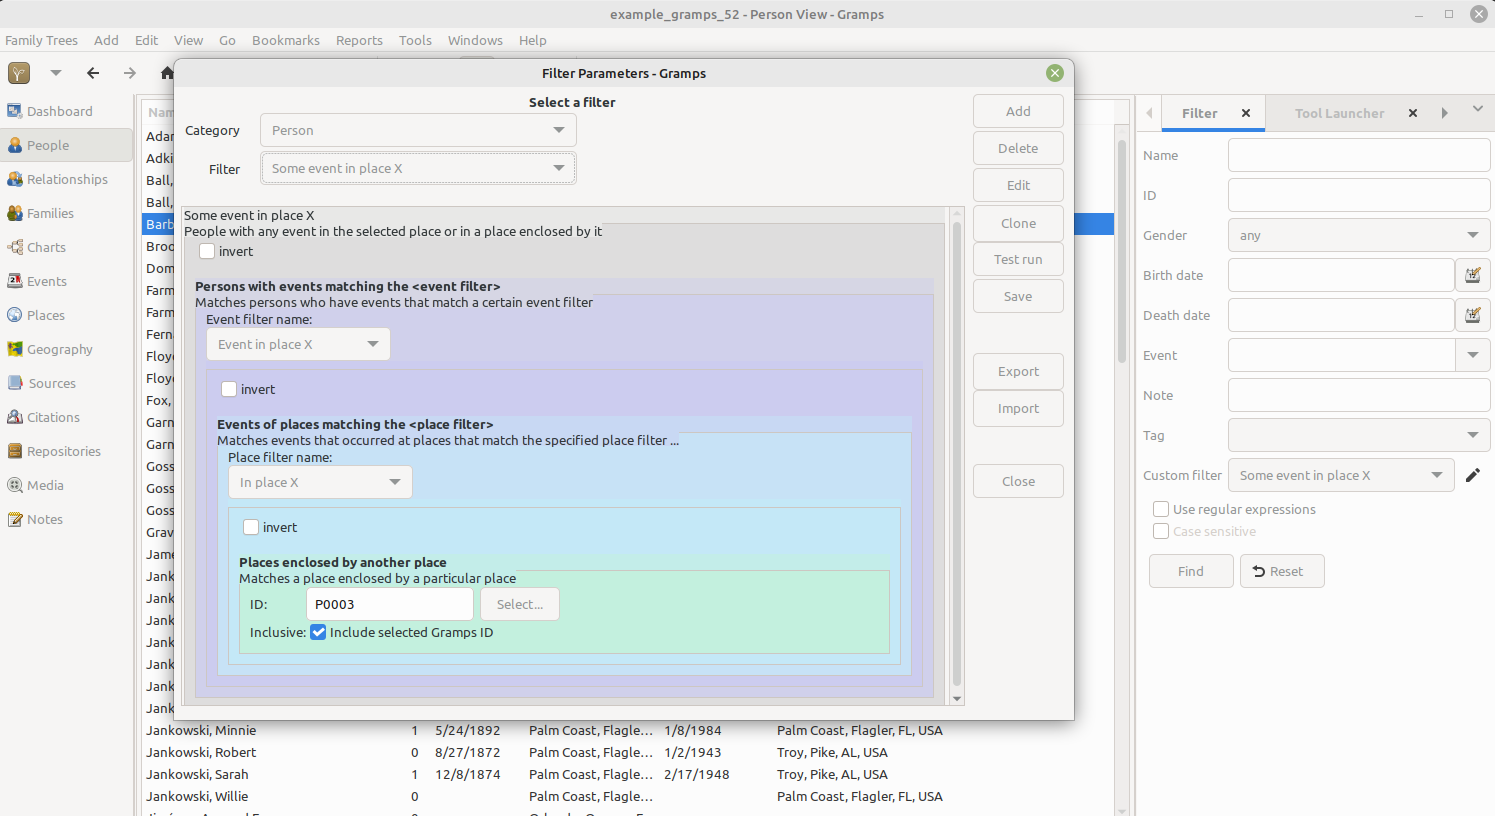 example_gramps_52 - Person View - Gramps
Family Trees Add Edit View Go Bookmarks Reports Tools Windows Help
Filter Parameters - Gramps
Dashboard
People
Relationships
Families
Charts
Events
Places
Geography
Sources
Citations
Repositories
Media
Notes
Select a filter
Category Person
Filter Some event in place X
Some event in place X
People with any event in the selected place or in a place enclosed by it
invert
Persons with events matching the <event filter>
Matches persons who have events that match a certain event filter
Event filter name:
Event in place X
invert
Events of places matching the <place filter>
Matches events that occurred at places that match the specified place filter ...
Place filter name:
In place X
invert
Places enclosed by another place
Matches a place enclosed by a particular place
ID: P0003 Select...
Inclusive: Include selected Gramps ID
Add
Delete
Edit
Clone
Test run
Save
Export
Import
Close
Nam
Adar
Adki
Ball,
Ball,
Barb
Broo
Dom
Farm
Farm
Fern
Floy
Floy
Fox,
Garn
Garn
Goss
Goss
Goss
Grav
Jame
Jank
Jank
Jank
Jank
Jank
Jank
Jank
Jankowski, Minnie 1 5/24/1892 Palm Coast, Flagle... 1/8/1984 Palm Coast, Flagler, FL, USA
Jankowski, Robert 0 8/27/1872 Palm Coast, Flagle... 1/2/1943 Troy, Pike, AL, USA
Jankowski, Sarah 1 12/8/1874 Palm Coast, Flagle... 2/17/1948 Troy, Pike, AL, USA
Jankowski, Willie 0 Palm Coast, Flagle... Palm Coast, Flagler, FL, USA
Filter Tool Launcher
Name
ID
Gender any
Birth date
Death date
Event
Note
Tag
Custom filter Some event in place X
Use regular expressions
Case sensitive
Find Reset